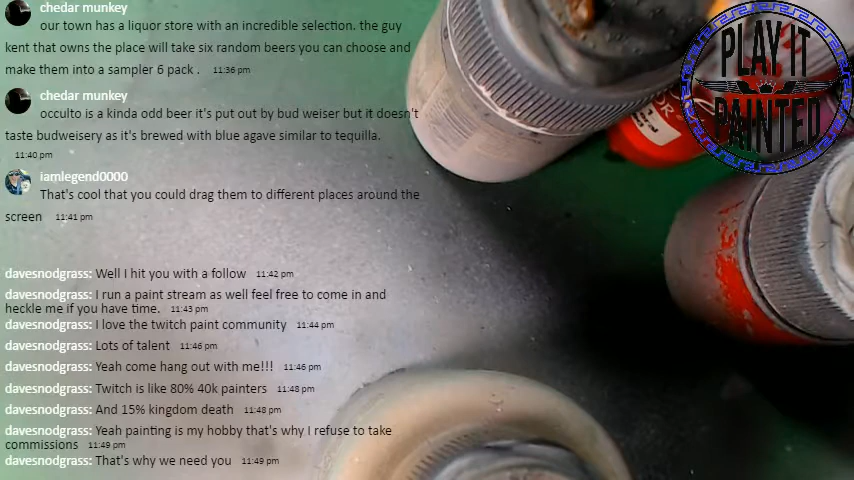 chedar munkey
our town has a liquor store with an incredible selection. the guy
kent that owns the place will take six random beers you can choose and
make them into a sampler 6 pack . 11:36 pm
chedar munkey
occulto is a kinda odd beer it's put out by bud weiser but it doesn't
taste budweisery as it's brewed with blue agave similar to tequilla.
11:40 pm
iamlegend0000
That's cool that you could drag them to different places around the
screen 11:41 pm
davesnodgrass: Well I hit you with a follow 11:42 pm
davesnodgrass: I run a paint stream as well feel free to come in and
heckle me if you have time. 11:43 pm
davesnodgrass: I love the twitch paint community 11:44 pm
davesnodgrass: Lots of talent 11:46 pm
davesnodgrass: Yeah come hang out with me!!! 11:46 pm
davesnodgrass: Twitch is like 80% 40k painters 11:48 pm
davesnodgrass: And 15% kingdom death 11:48 pm
davesnodgrass: Yeah painting is my hobby that's why I refuse to take
commissions 11:49 pm
davesnodgrass: That's why we need you 11:49 pm
PLAY IT
PAINTED